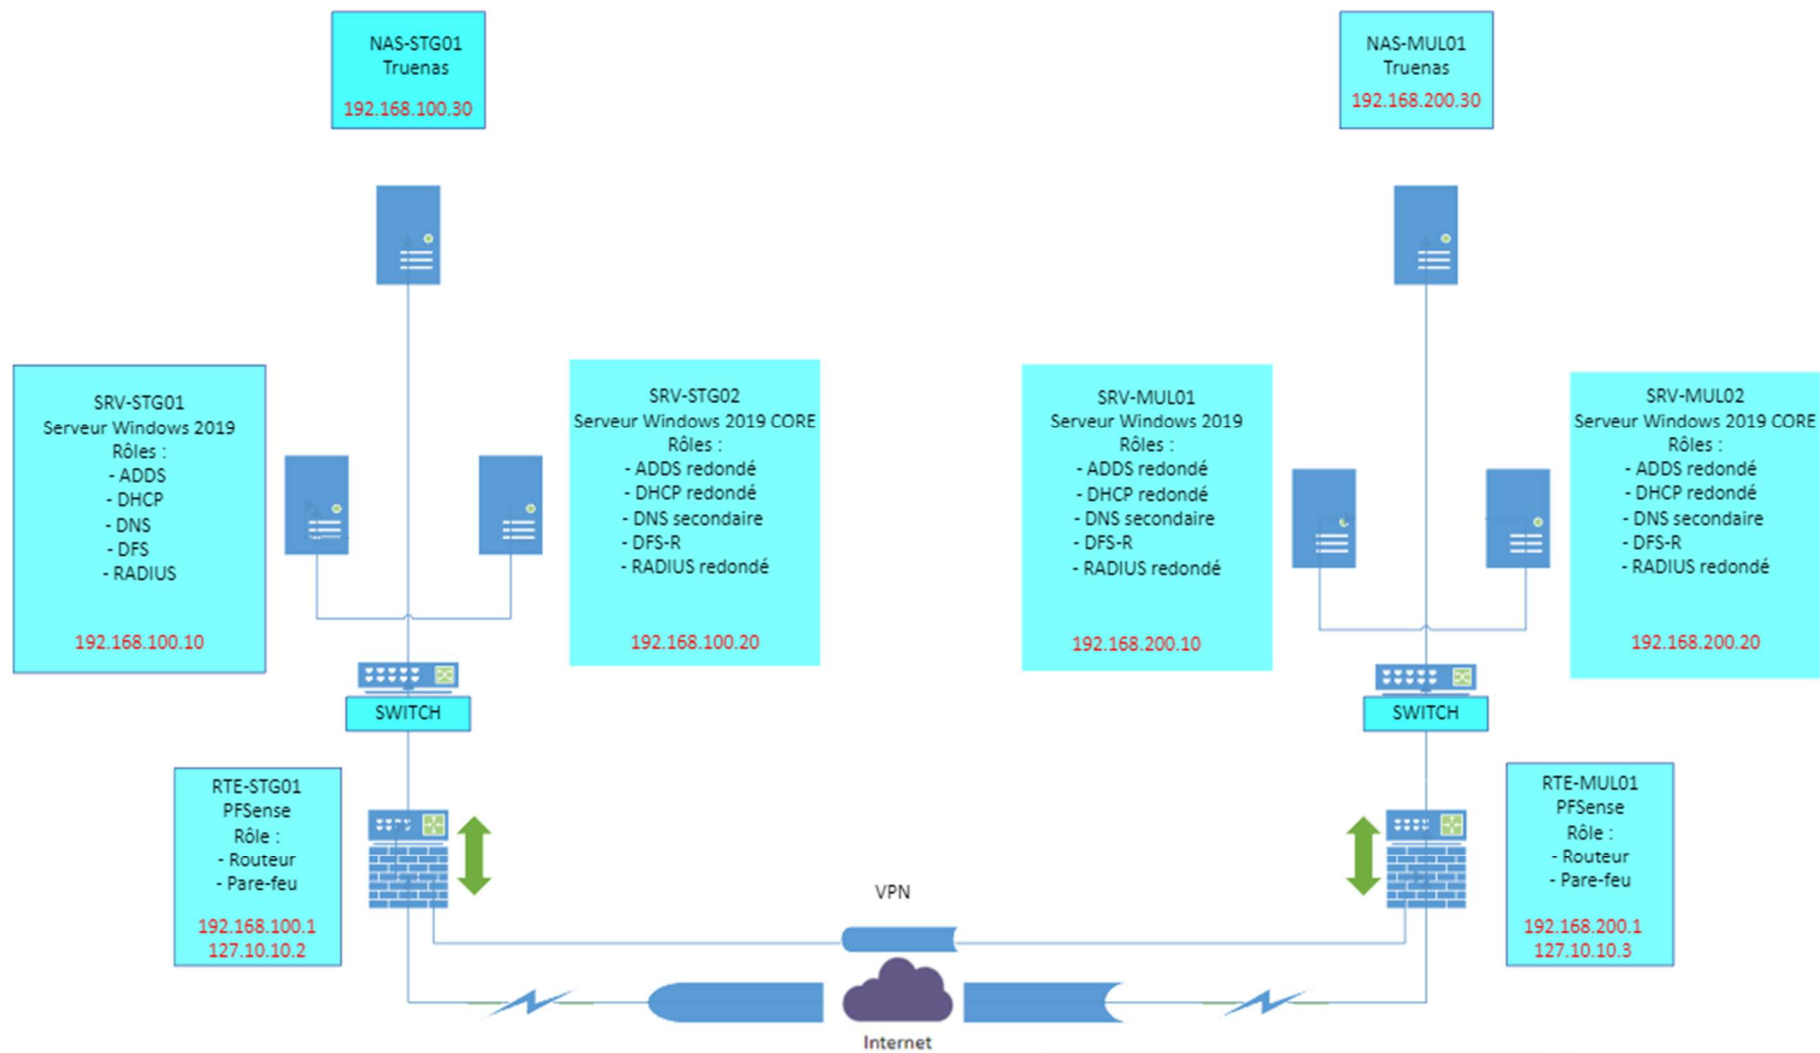 NAS-STG01
Truenas
192.168.100.30
NAS-MUL01
Truenas
192.168.200.30
SRV-STG01
Serveur Windows 2019
Rôles :
- ADDS
- DHCP
- DNS
- DFS
- RADIUS
192.168.100.10
SRV-STG02
Serveur Windows 2019 CORE
Rôles :
- ADDS redondé
- DHCP redondé
- DNS secondaire
- DFS-R
- RADIUS redondé
192.168.100.20
SRV-MUL01
Serveur Windows 2019
Rôles :
- ADDS redondé
- DHCP redondé
- DNS secondaire
- DFS-R
- RADIUS redondé
192.168.200.10
SRV-MUL02
Serveur Windows 2019 CORE
Rôles :
- ADDS redondé
- DHCP redondé
- DNS secondaire
- DFS-R
- RADIUS redondé
192.168.200.20
SWITCH
SWITCH
RTE-STG01
PFSense
Rôle :
- Routeur
- Pare-feu
192.168.100.1
127.10.10.2
RTE-MUL01
PFSense
Rôle :
- Routeur
- Pare-feu
192.168.200.1
127.10.10.3
VPN
Internet